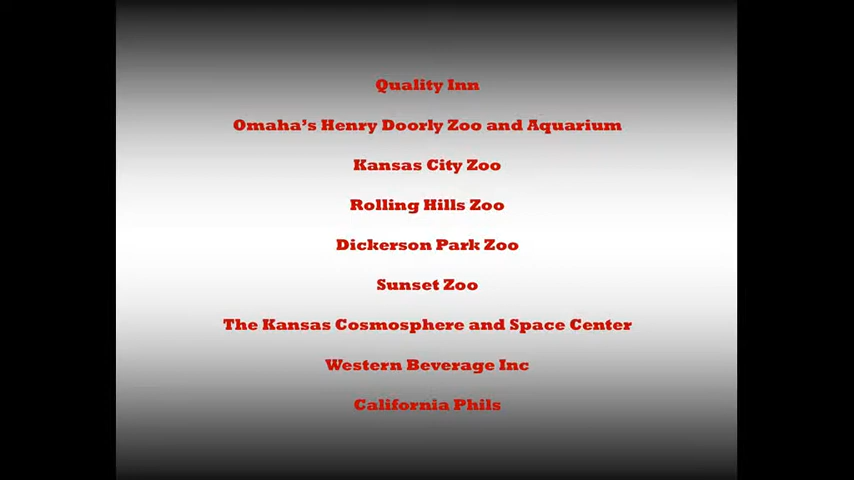 Quality Inn
Omaha's Henry Doorly Zoo and Aquarium
Kansas City Zoo
Rolling Hills Zoo
Dickerson Park Zoo
Sunset Zoo
The Kansas Cosmosphere and Space Center
Western Beverage Inc
California Phils